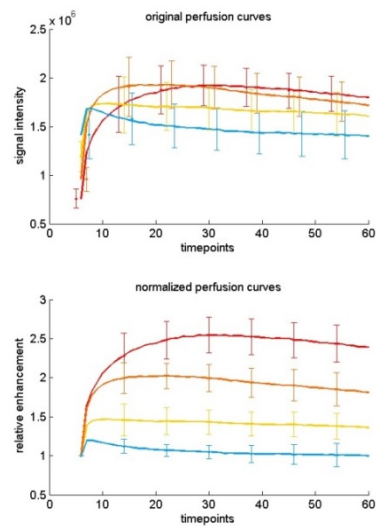 original perfusion curves
x 10⁶
2.5
2
1.5
1
0.5
signal intensity
0 10 20 30 40 50 60
timepoints
normalized perfusion curves
3
2.5
2
1.5
1
0.5
relative enhancement
0 10 20 30 40 50 60
timepoints